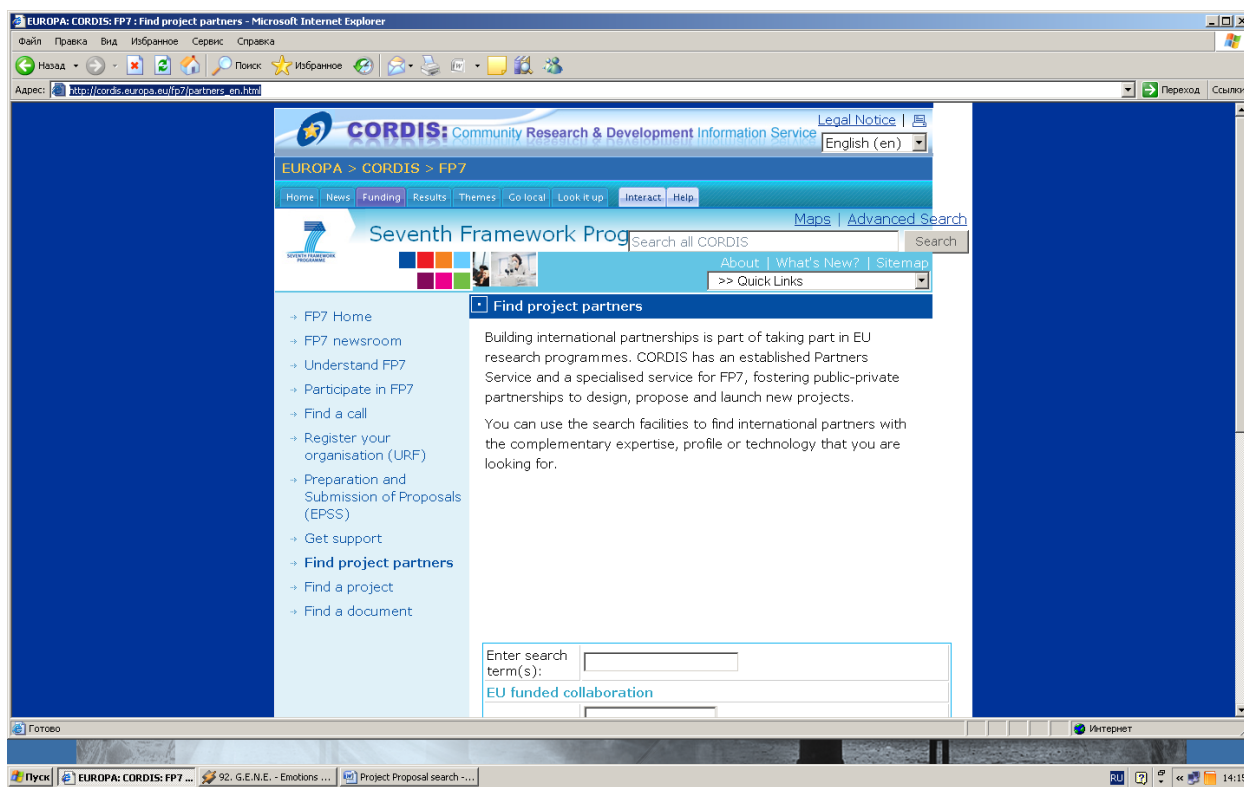 EUROPA: CORDIS: FP7 : Find project partners - Microsoft Internet Explorer
Файл Правка Вид Избранное Сервис Справка
Назад Поиск Избранное
Адрес: http://cordis.europa.eu/fp7/partners_en.html Переход Ссылки
Legal Notice |
CORDIS: Community Research & Development Information Service
English (en)
EUROPA > CORDIS > FP7
Home News Funding Results Themes Go local Look it up Interact Help
Maps | Advanced Search
Seventh Framework Prog
Search all CORDIS Search
SEVENTH FRAMEWORK
PROGRAMME
About | What's New? | Sitemap
>> Quick Links
Find project partners
FP7 Home
FP7 newsroom
Understand FP7
Participate in FP7
Find a call
Register your
organisation (URF)
Preparation and
Submission of Proposals
(EPSS)
Get support
Find project partners
Find a project
Find a document
Building international partnerships is part of taking part in EU
research programmes. CORDIS has an established Partners
Service and a specialised service for FP7, fostering public-private
partnerships to design, propose and launch new projects.
You can use the search facilities to find international partners with
the complementary expertise, profile or technology that you are
looking for.
Enter search
term(s):
EU funded collaboration
Готово Интернет
Пуск EUROPA: CORDIS: FP7 ... 92. G.E.N.E. - Emotions ... Project Proposal search -... RU 14:15